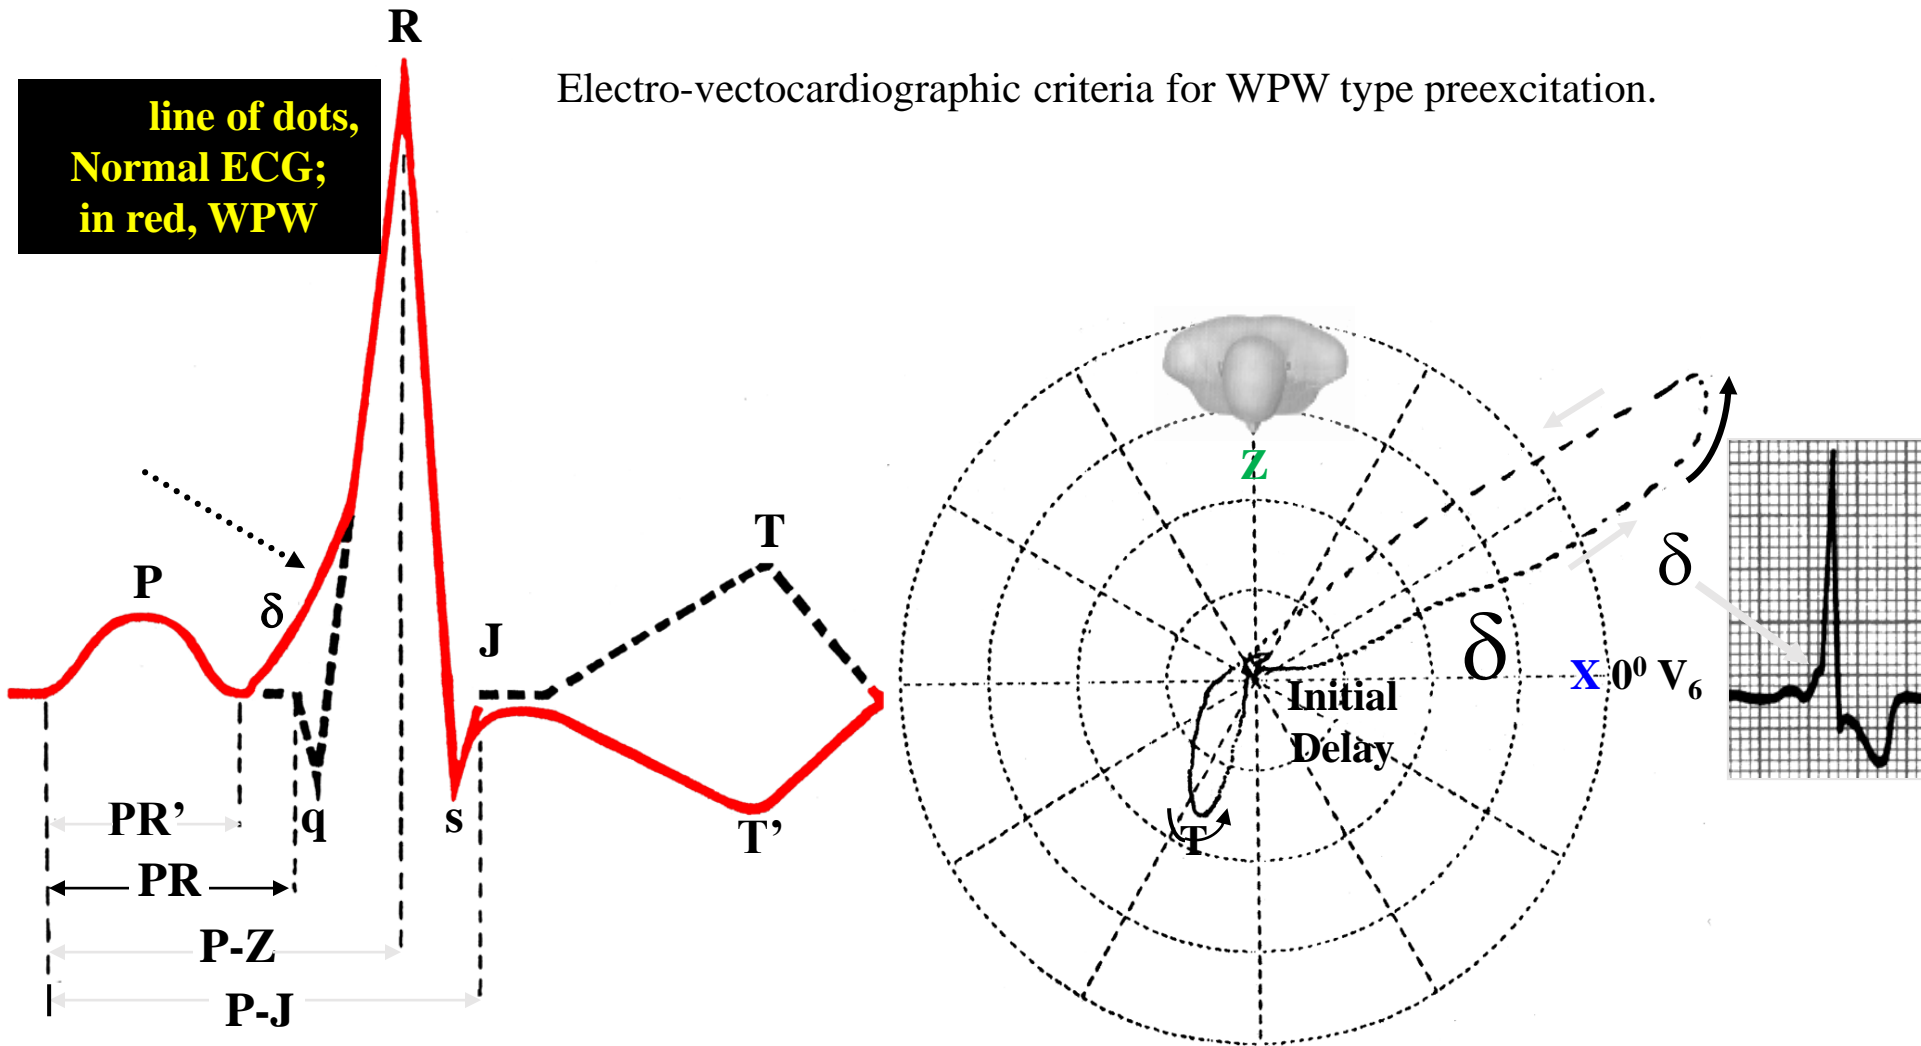 R
Electro-vectocardiographic criteria for WPW type preexcitation.
line of dots,
Normal ECG;
in red, WPW
P
δ
J
T
PR’
q
s
T’
PR
P-Z
P-J
Z
δ
δ
X 0⁰ V₆
Initial
Delay
T